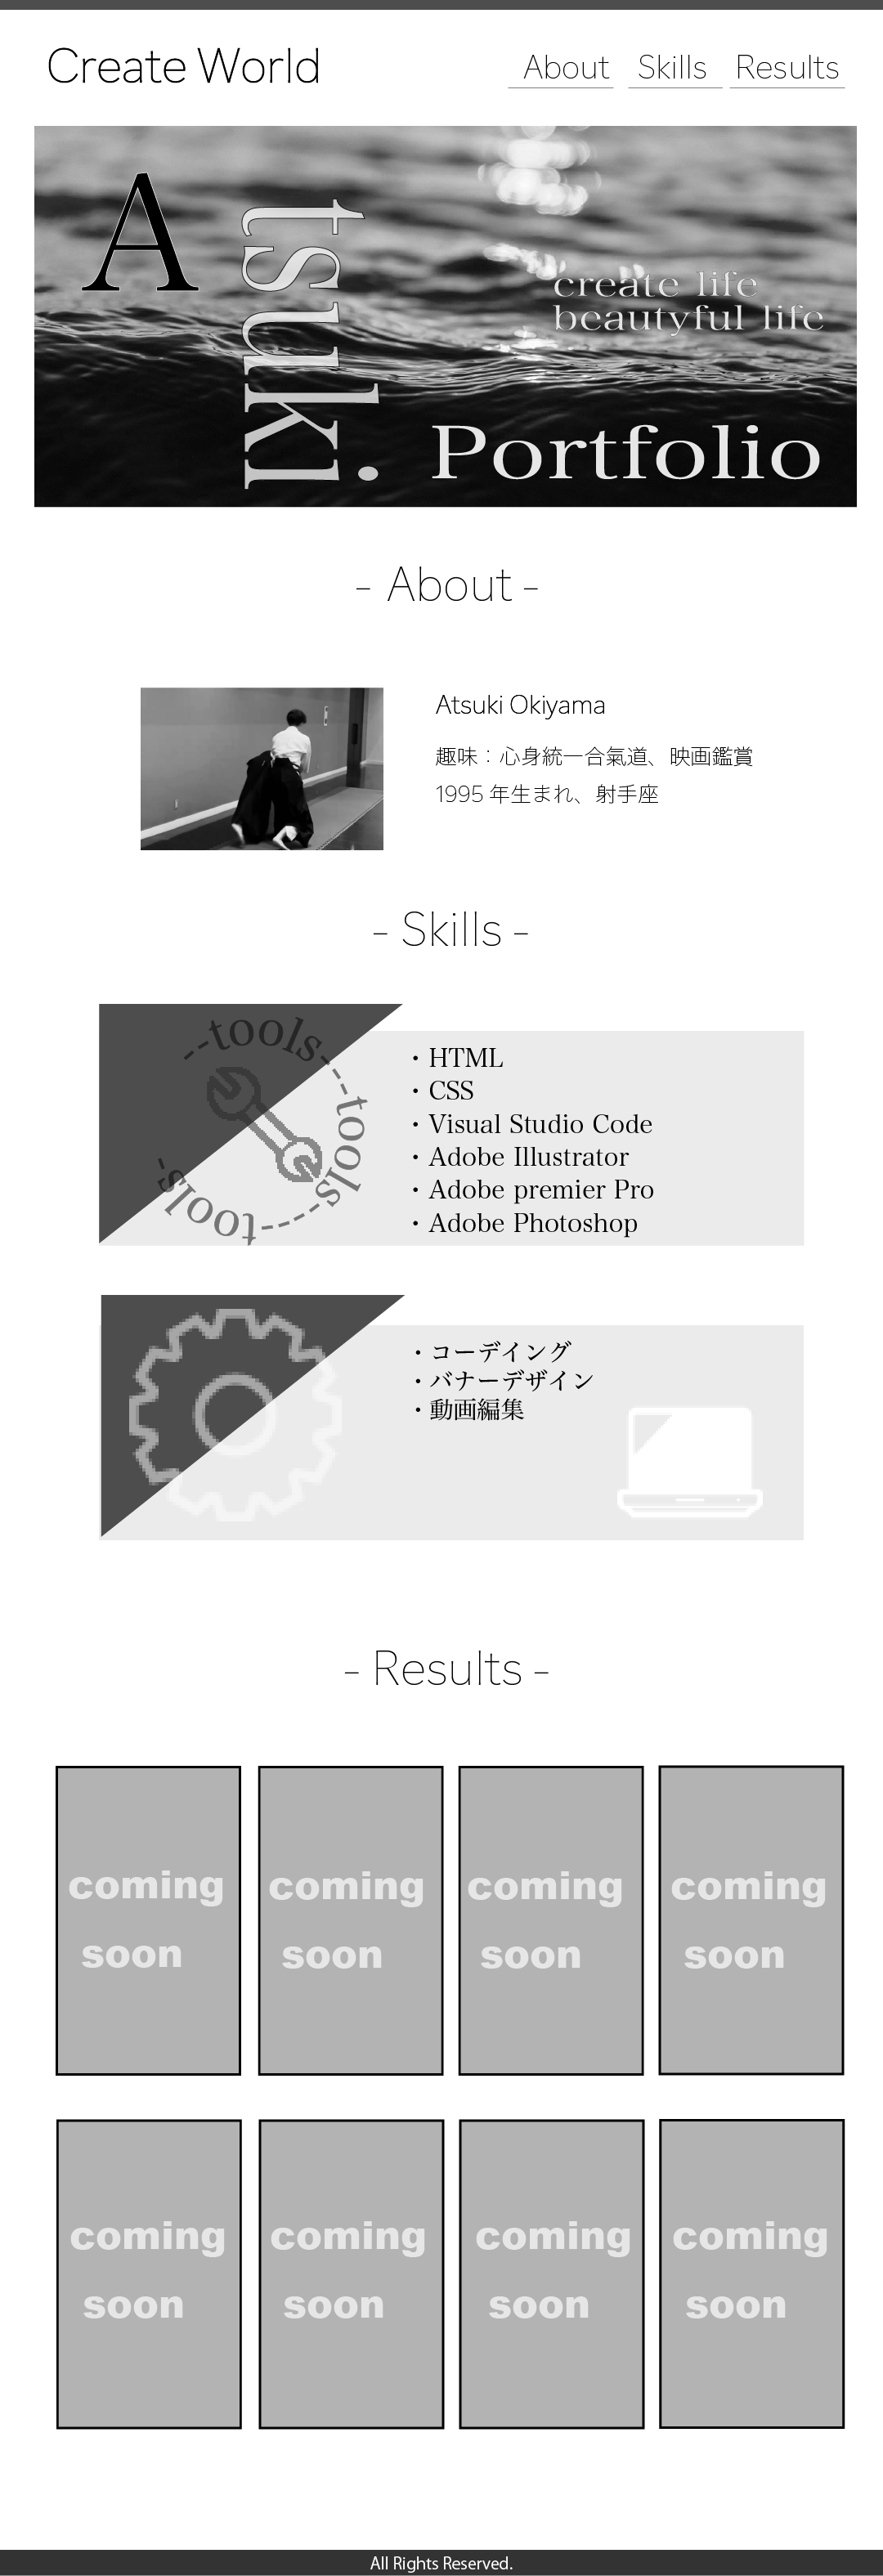 Create World
About
Skills
Results
A
tsuki.
create life
beautyful life
Portfolio
- About -
Atsuki Okiyama
趣味：心身統一合氣道、映画鑑賞
1995 年生まれ、射手座
- Skills -
--tools---tools-----tools-
・HTML
・CSS
・Visual Studio Code
・Adobe Illustrator
・Adobe premier Pro
・Adobe Photoshop
・コーデイング
・バナーデザイン
・動画編集
- Results -
coming
soon
coming
soon
coming
soon
coming
soon
coming
soon
coming
soon
coming
soon
coming
soon
All Rights Reserved.